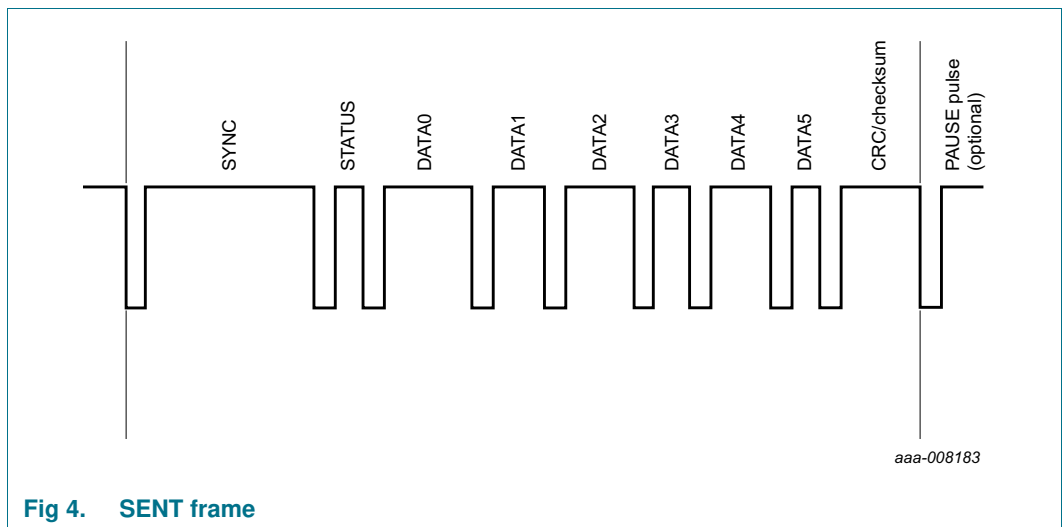 SYNC
STATUS
DATA0
DATA1
DATA2
DATA3
DATA4
DATA5
CRC/checksum
PAUSE pulse
(optional)
aaa-008183
Fig 4. SENT frame